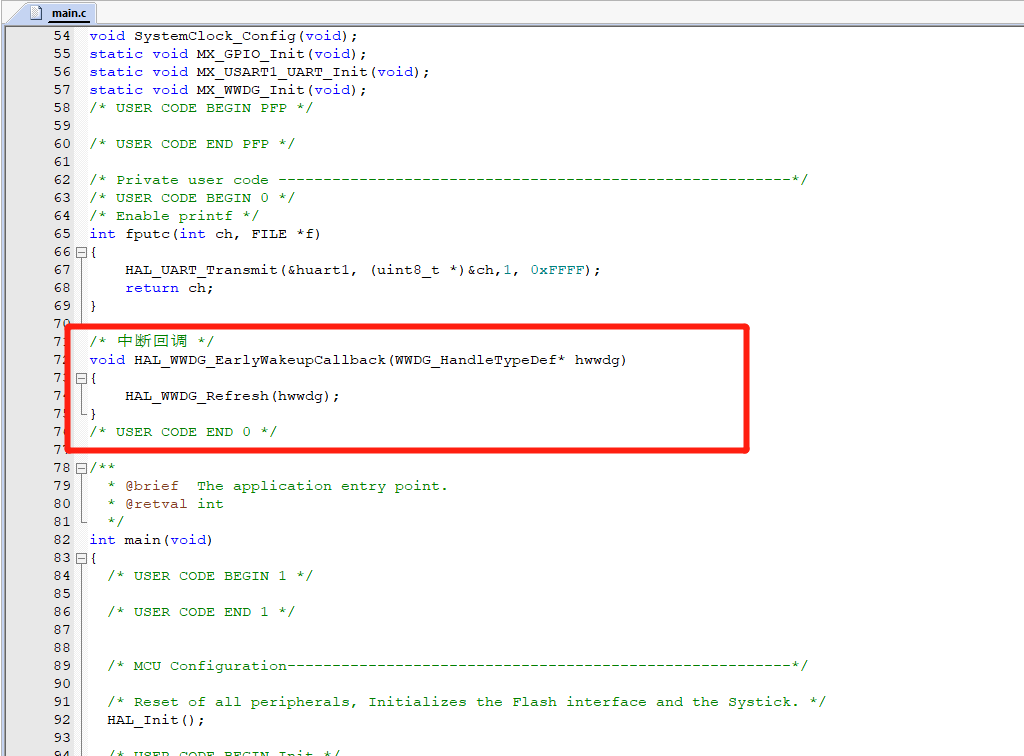 main.c
54 void SystemClock_Config(void);
55 static void MX_GPIO_Init(void);
56 static void MX_USART1_UART_Init(void);
57 static void MX_WWDG_Init(void);
58 /* USER CODE BEGIN PFP */
59
60 /* USER CODE END PFP */
61
62 /* Private user code ---------------------------------------------------------*/
63 /* USER CODE BEGIN 0 */
64 /* Enable printf */
65 int fputc(int ch, FILE *f)
66 {
67     HAL_UART_Transmit(&huart1, (uint8_t *)&ch,1, 0xFFFF);
68     return ch;
69 }
70
71 /* 中断回调 */
72 void HAL_WWDG_EarlyWakeupCallback(WWDG_HandleTypeDef* hwwdg)
73 {
74     HAL_WWDG_Refresh(hwwdg);
75 }
76 /* USER CODE END 0 */
77
78 /**
79   * @brief  The application entry point.
80   * @retval int
81   */
82 int main(void)
83 {
84   /* USER CODE BEGIN 1 */
85
86   /* USER CODE END 1 */
87
88
89   /* MCU Configuration--------------------------------------------------------*/
90
91   /* Reset of all peripherals, Initializes the Flash interface and the Systick. */
92   HAL_Init();
93
94   /* USER CODE BEGIN Init */